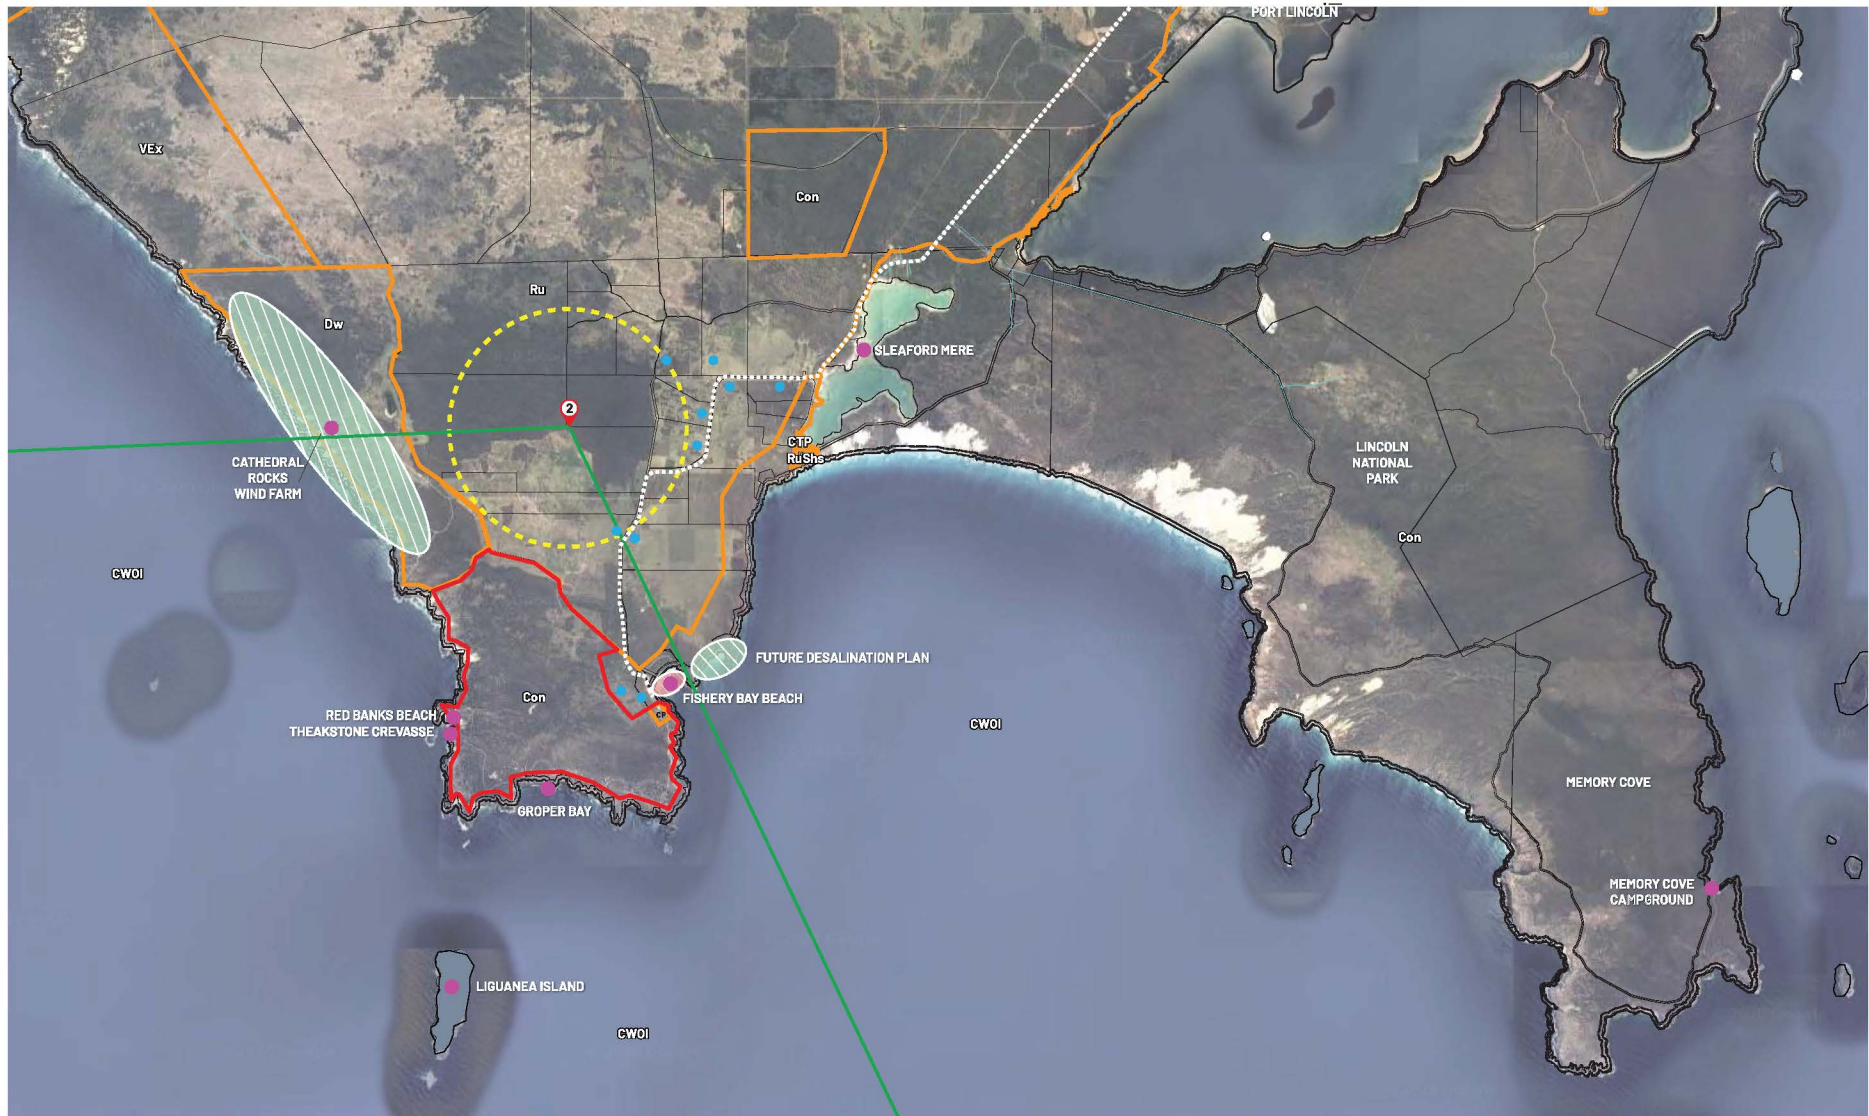 PORT LINCOLN
VEx
Con
Ru
Dw
2
SLEAFORD MERE
CTP
RuShs
CATHEDRAL
ROCKS
WIND FARM
LINCOLN
NATIONAL
PARK
Con
CWOI
FUTURE DESALINATION PLAN
FISHERY BAY BEACH
Con
CP
RED BANKS BEACH
THEAKSTONE CREVASSE
CWOI
MEMORY COVE
GROPER BAY
MEMORY COVE
CAMPGROUND
LIGUANEA ISLAND
CWOI